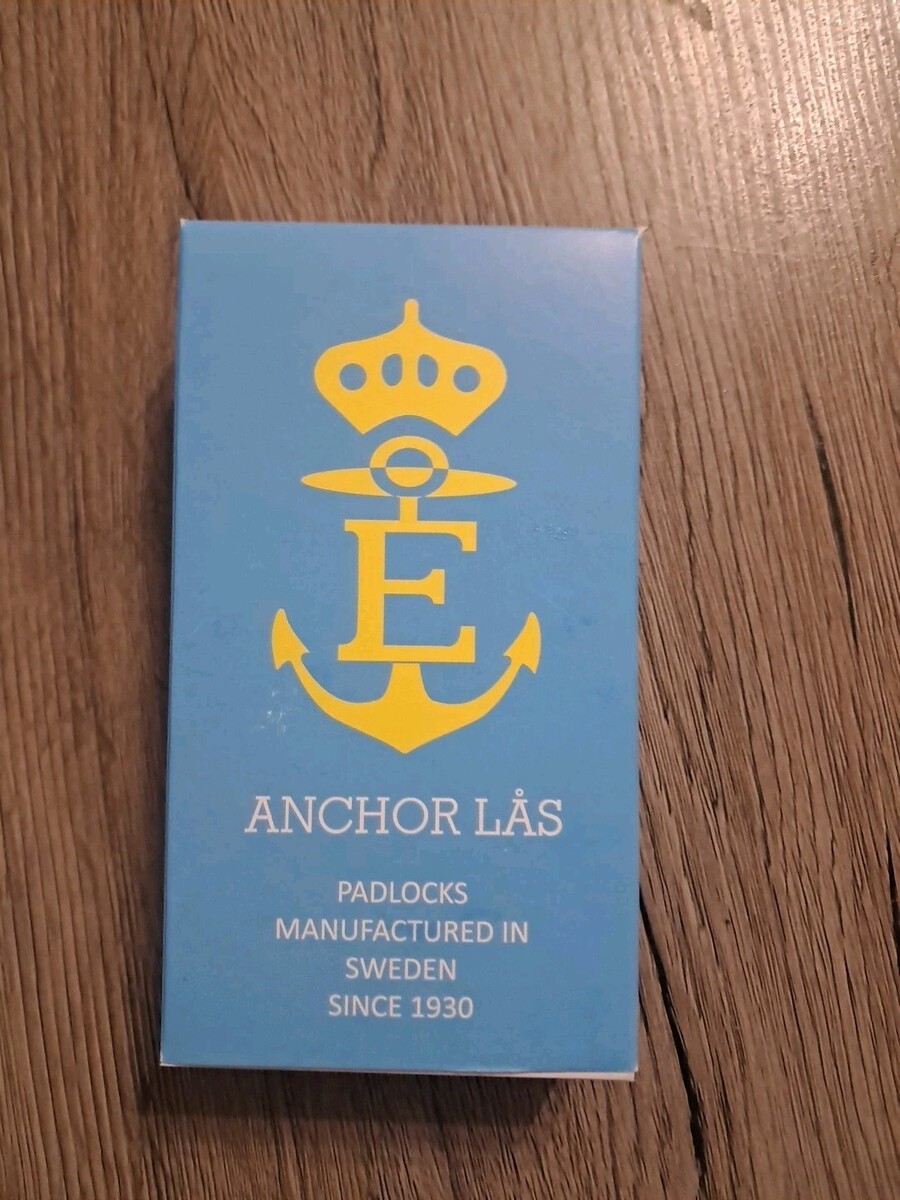 E
ANCHOR LÅS
PADLOCKS
MANUFACTURED IN
SWEDEN
SINCE 1930